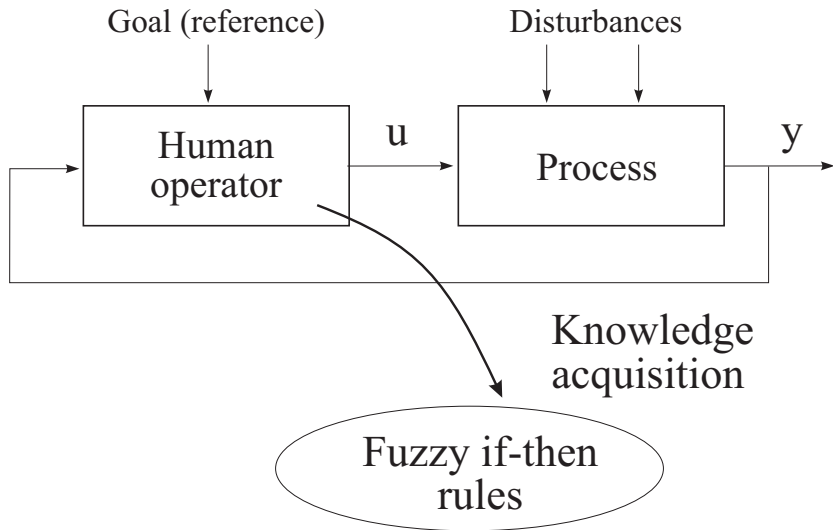 Goal (reference)
Disturbances
Human
operator
u
Process
y
Knowledge
acquisition
Fuzzy if-then
rules